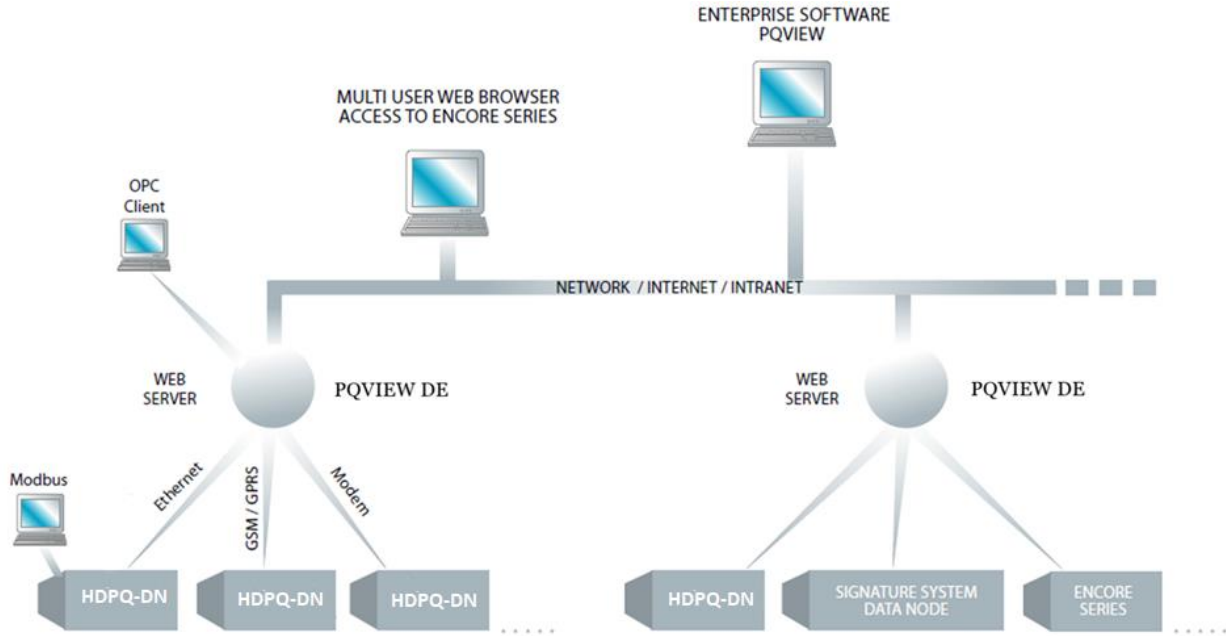 ENTERPRISE SOFTWARE
PQVIEW
MULTI USER WEB BROWSER
ACCESS TO ENCORE SERIES
OPC
Client
NETWORK / INTERNET / INTRANET
WEB
SERVER
PQVIEW DE
WEB
SERVER
PQVIEW DE
Modbus
Ethernet
GSM / GPRS
Modem
HDPQ-DN
HDPQ-DN
HDPQ-DN
HDPQ-DN
SIGNATURE SYSTEM
DATA NODE
ENCORE
SERIES